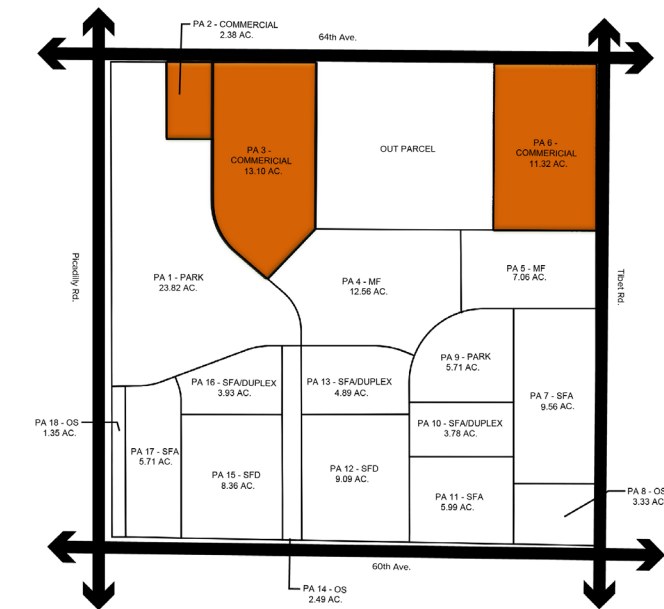 PA 2 - COMMERCIAL
2.38 AC.
64th Ave.
PA 3 -
COMMERICIAL
13.10 AC.
OUT PARCEL
PA 6 -
COMMERICIAL
11.32 AC.
Picadilly Rd.
PA 1 - PARK
23.82 AC.
PA 4 - MF
12.56 AC.
PA 5 - MF
7.06 AC.
Tibet Rd.
PA 9 - PARK
5.71 AC.
PA 16 - SFA/DUPLEX
3.93 AC.
PA 13 - SFA/DUPLEX
4.89 AC.
PA 7 - SFA
9.56 AC.
PA 18 - OS
1.35 AC.
PA 17 - SFA
5.71 AC.
PA 10 - SFA/DUPLEX
3.78 AC.
PA 15 - SFD
8.36 AC.
PA 12 - SFD
9.09 AC.
PA 11 - SFA
5.99 AC.
PA 8 - OS
3.33 AC
60th Ave.
PA 14 - OS
2.49 AC.